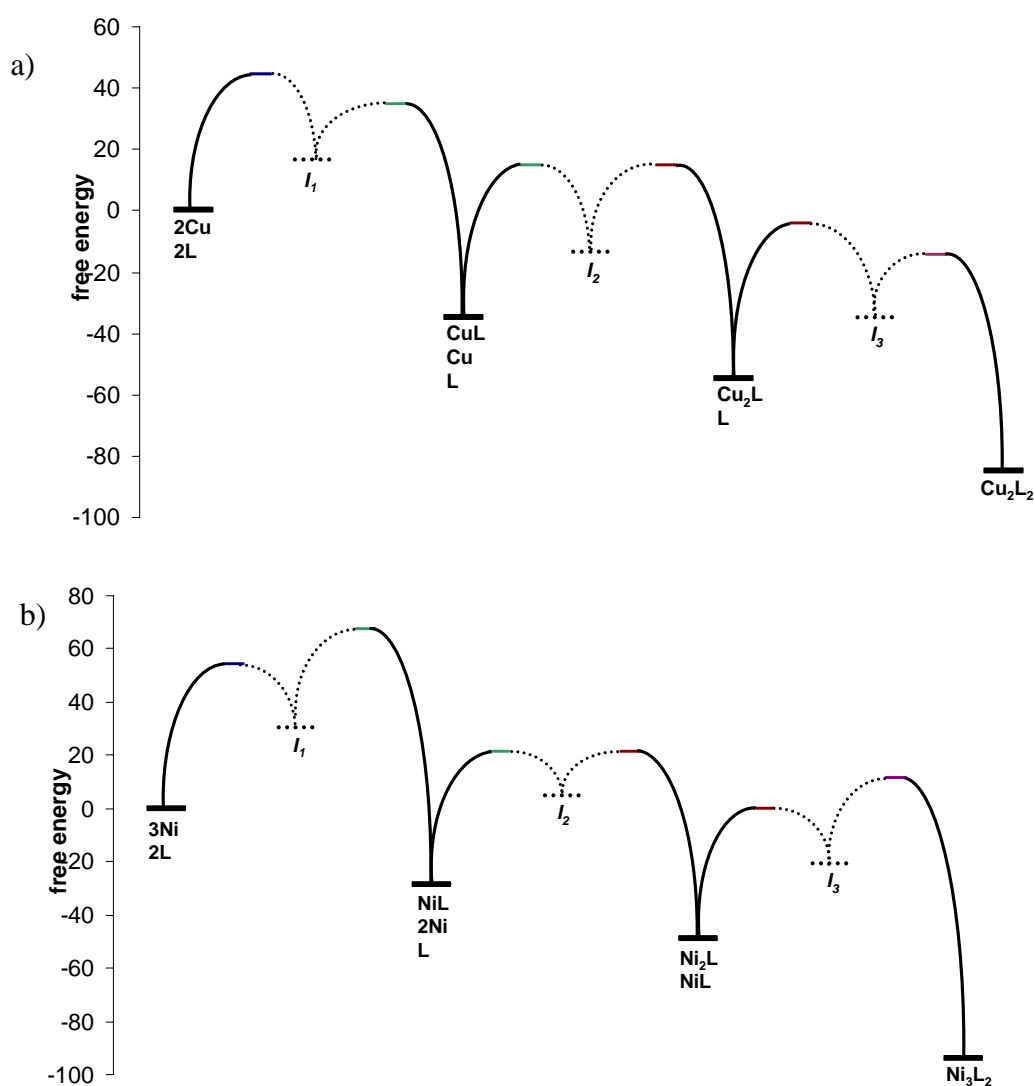 a)
free energy
60
40
20
0
-20
-40
-60
-80
-100
2Cu
2L
I₁
CuL
Cu
L
I₂
Cu₂L
L
I₃
Cu₂L₂
b)
free energy
80
60
40
20
0
-20
-40
-60
-80
-100
3Ni
2L
I₁
NiL
2Ni
L
I₂
Ni₂L
NiL
I₃
Ni₃L₂